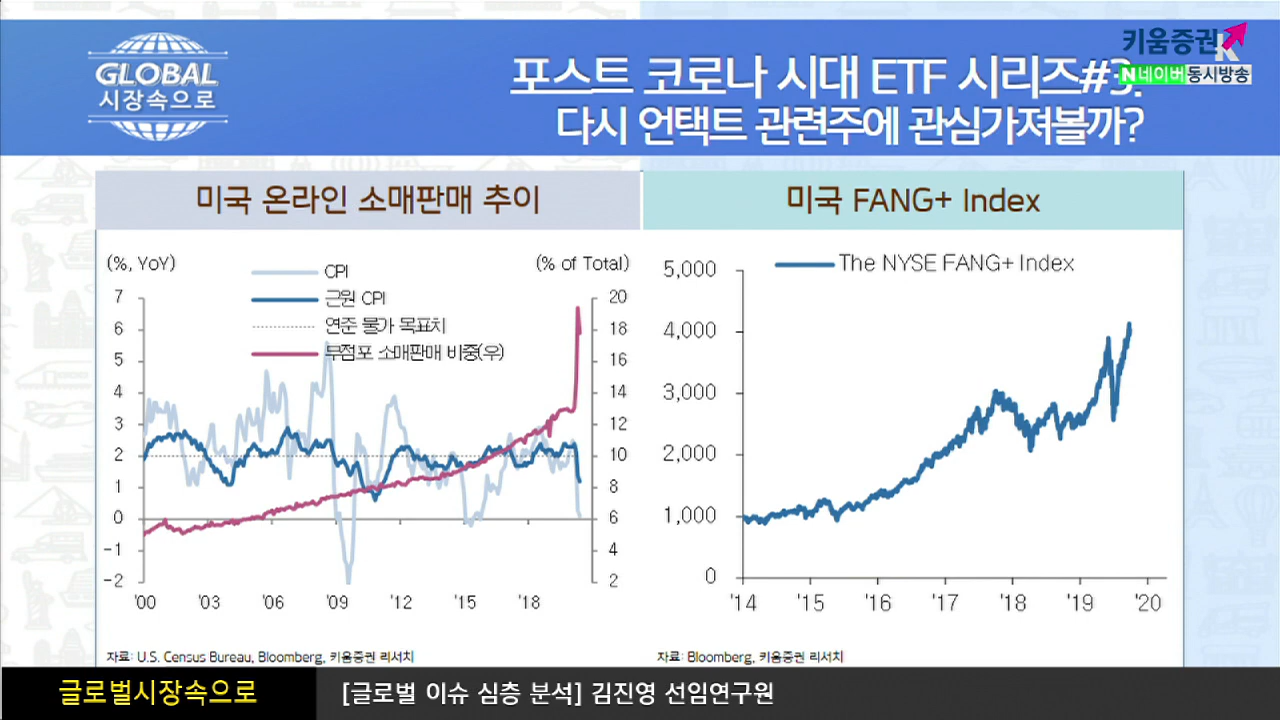 GLOBAL
시장속으로
키움증권
N네이버 동시방송
포스트 코로나 시대 ETF 시리즈#3.
다시 언택트 관련주에 관심가져볼까?
미국 온라인 소매판매 추이
미국 FANG+ Index
(%, YoY)
(% of Total)
CPI
근원 CPI
연준 물가 목표치
무점포 소매판매 비중(우)
7
6
5
4
3
2
1
0
-1
-2
20
18
16
14
12
10
8
6
4
2
'00 '03 '06 '09 '12 '15 '18
자료: U.S. Census Bureau, Bloomberg, 키움증권 리서치
The NYSE FANG+ Index
5,000
4,000
3,000
2,000
1,000
0
'14 '15 '16 '17 '18 '19 '20
자료: Bloomberg, 키움증권 리서치
글로벌시장속으로
[글로벌 이슈 심층 분석] 김진영 선임연구원